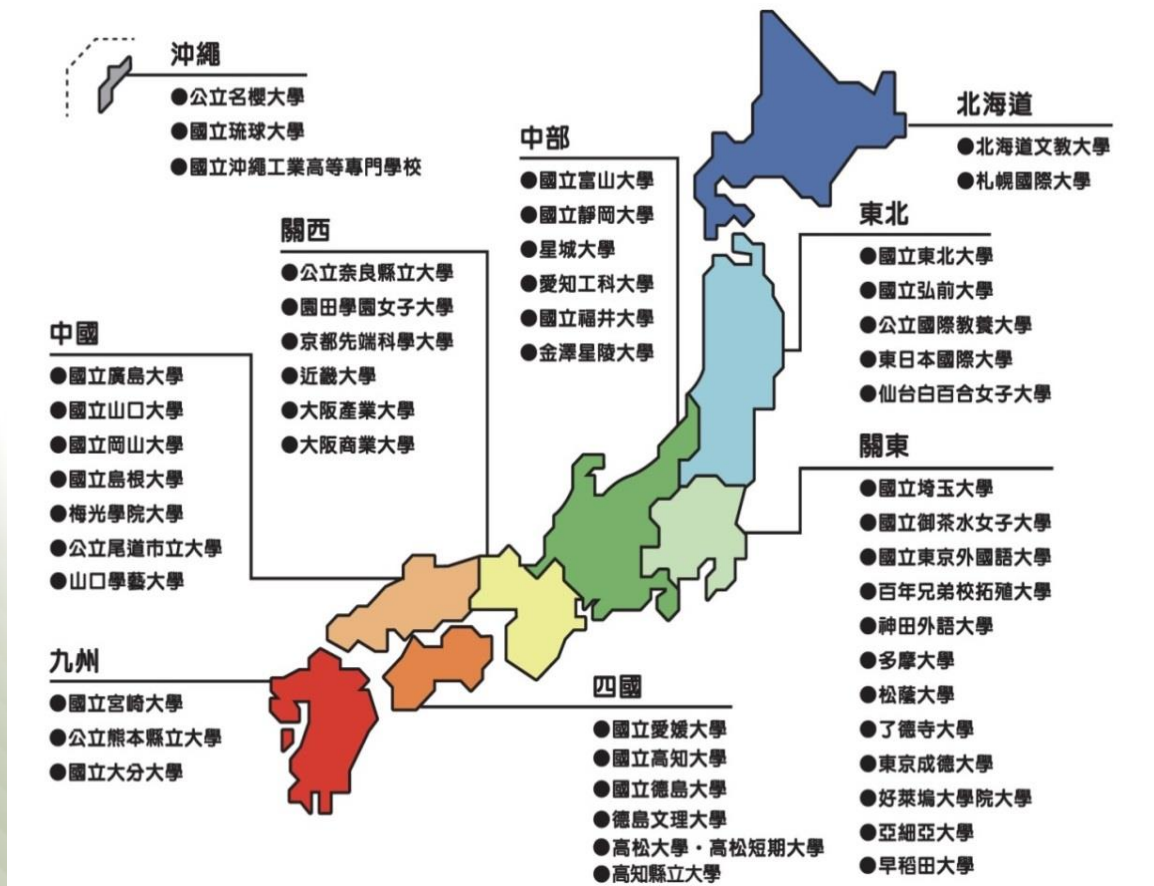 沖繩
●公立名櫻大學
●國立琉球大學
●國立沖繩工業高等專門學校
北海道
●北海道文教大學
●札幌國際大學
中部
●國立富山大學
●國立靜岡大學
●星城大學
●愛知工科大學
●國立福井大學
●金澤星陵大學
東北
●國立東北大學
●國立弘前大學
●公立國際教養大學
●東日本國際大學
●仙台白百合女子大學
關西
●公立奈良縣立大學
●園田學園女子大學
●京都先端科學大學
●近畿大學
●大阪產業大學
●大阪商業大學
中國
●國立廣島大學
●國立山口大學
●國立岡山大學
●國立島根大學
●梅光學院大學
●公立尾道市立大學
●山口學藝大學
關東
●國立埼玉大學
●國立御茶水女子大學
●國立東京外國語大學
●百年兄弟校拓殖大學
●神田外語大學
●多摩大學
●松蔭大學
●了德寺大學
●東京成德大學
●好萊塢大學院大學
●亞細亞大學
●早稻田大學
九州
●國立宮崎大學
●公立熊本縣立大學
●國立大分大學
四國
●國立愛媛大學
●國立高知大學
●國立德島大學
●德島文理大學
●高松大學・高松短期大學
●高知縣立大學